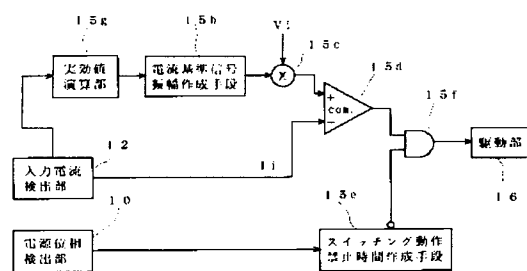 15g
15b
V1
15c
実効値
演算部
電流基準信号
振幅作成手段
X
15d
+
com.
−
15f
12
入力電流
検出部
Ii
駆動部
16
10
15e
電源位相
検出部
スイッチング動作
禁止時間作成手段